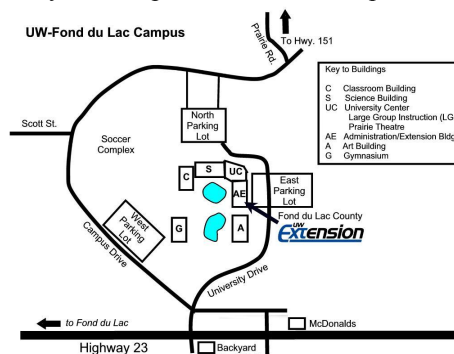 UW-Fond du Lac Campus
Prairie Rd.
To Hwy. 151
Key to Buildings
C Classroom Building
S Science Building
UC University Center
Large Group Instruction (LG
Prairie Theatre
AE Administration/Extension Bldg
A Art Building
G Gymnasium
Scott St.
North
Parking
Lot
Soccer
Complex
S
UC
C
AE
East
Parking
Lot
Fond du Lac County
UW
Extension
West
Parking
Lot
G
A
Campus Drive
University Drive
to Fond du Lac
McDonalds
Highway 23
Backyard